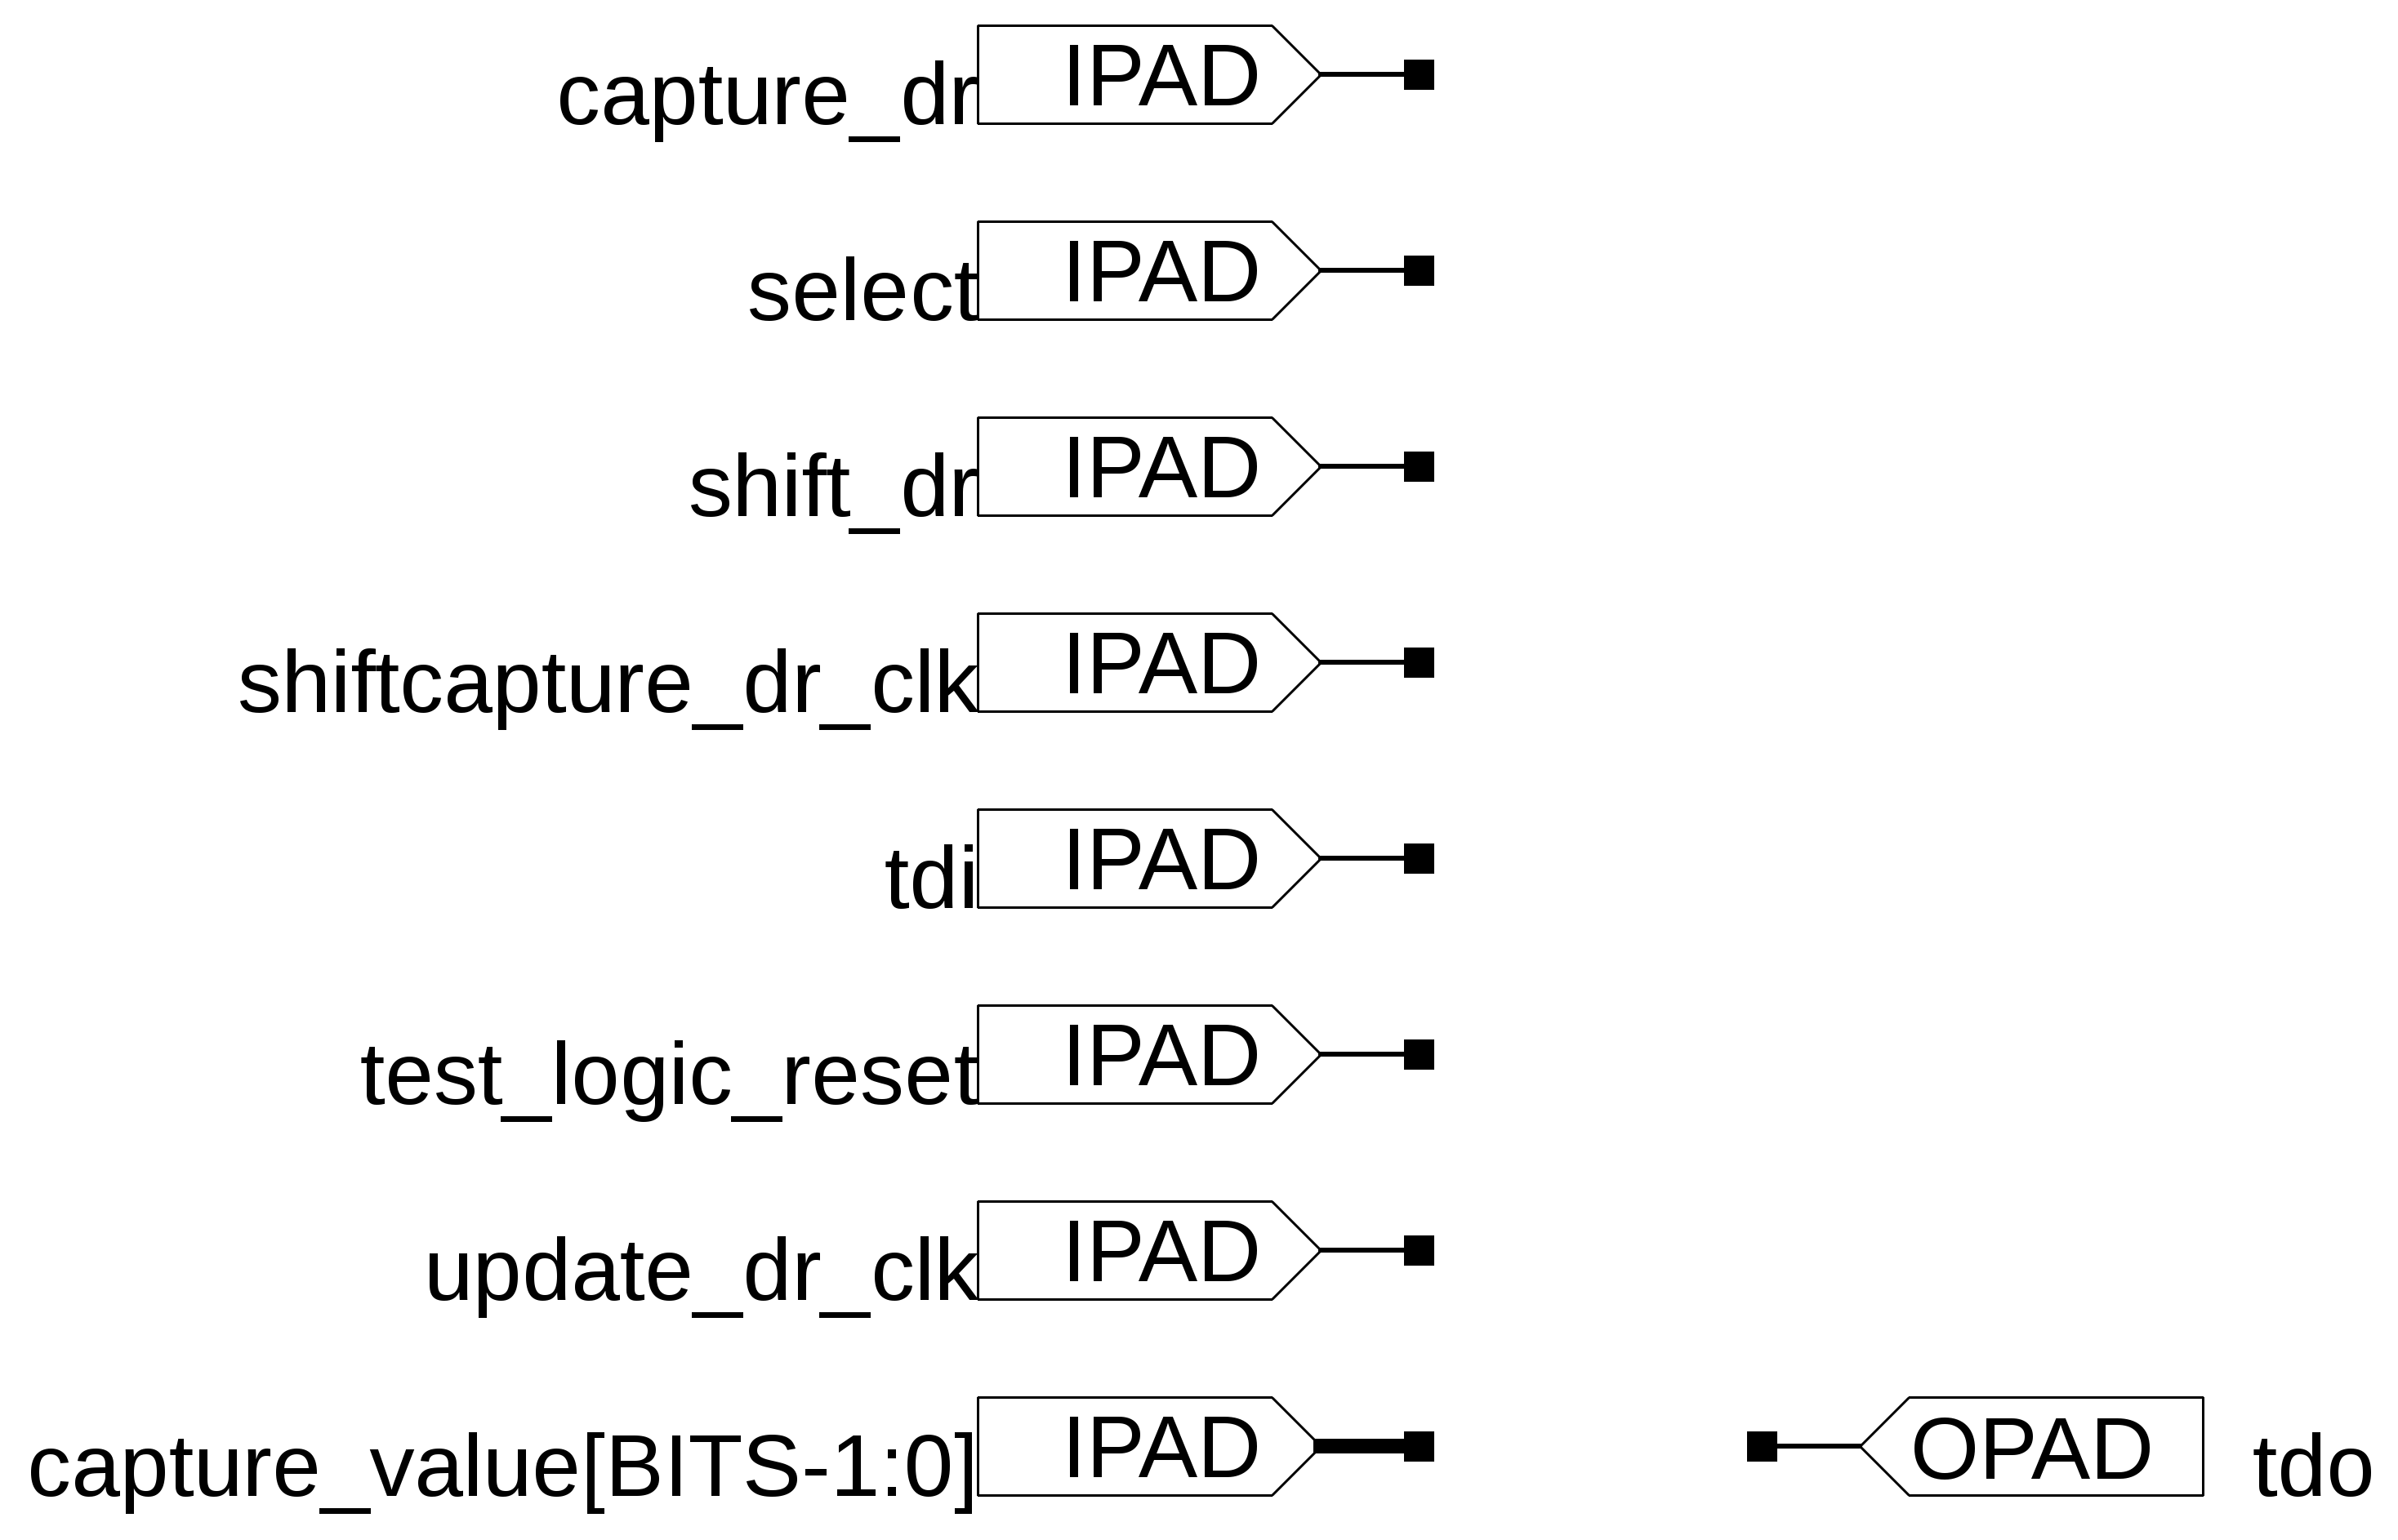 capture_dr IPAD
select IPAD
shift_dr IPAD
shiftcapture_dr_clk IPAD
tdi IPAD
test_logic_reset IPAD
update_dr_clk IPAD
capture_value[BITS-1:0] IPAD OPAD tdo